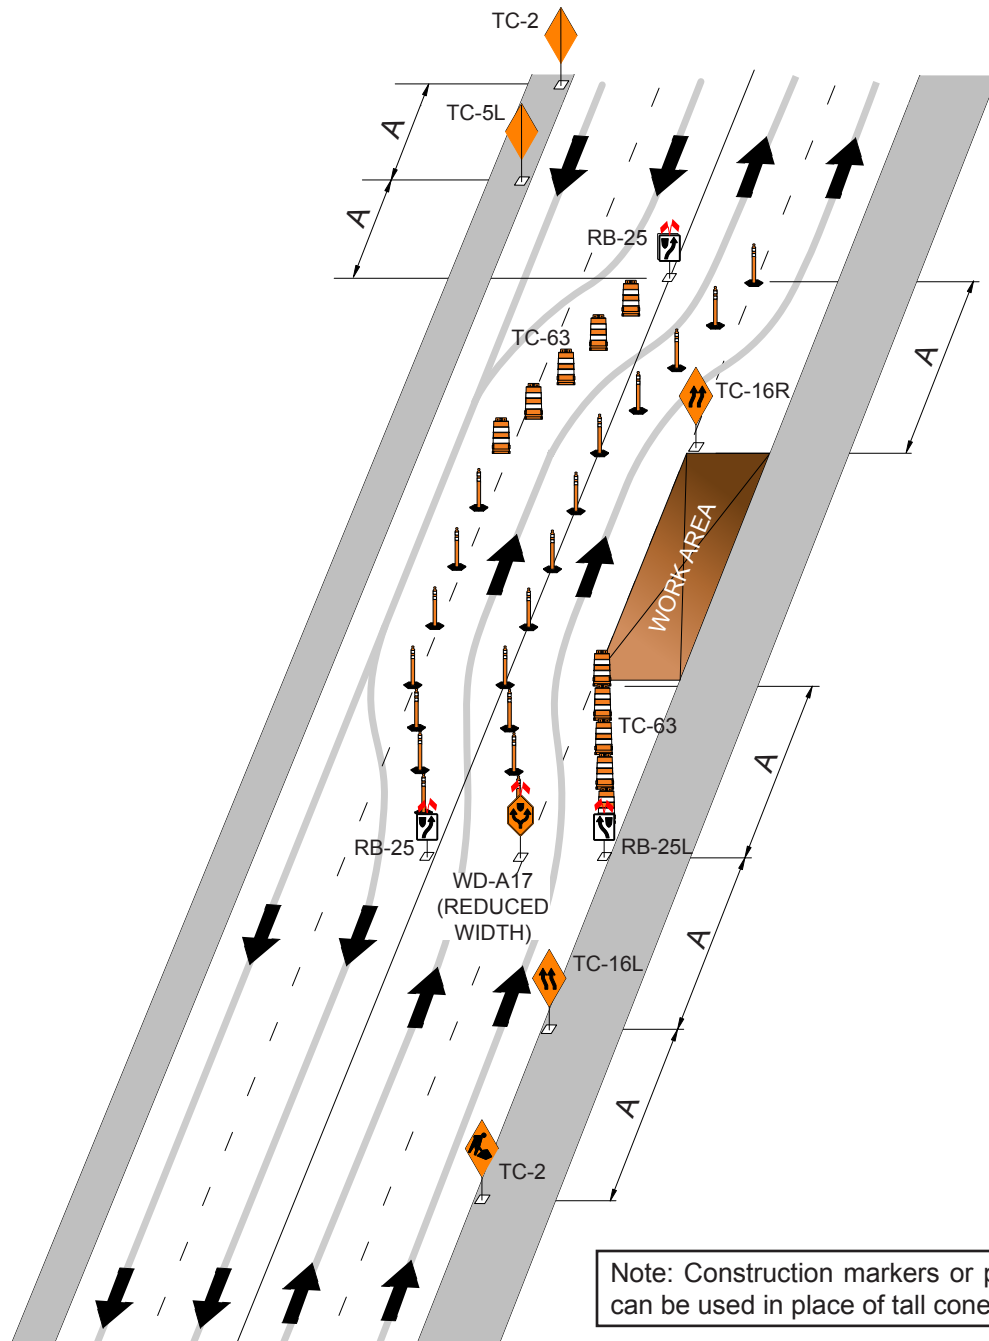 TC-2
TC-5L
A
A
RB-25
TC-63
A
TC-16R
WORK AREA
TC-63
A
RB-25
RB-25L
WD-A17
(REDUCED
WIDTH)
A
TC-16L
A
TC-2
Note: Construction markers or
can be used in place of tall cone